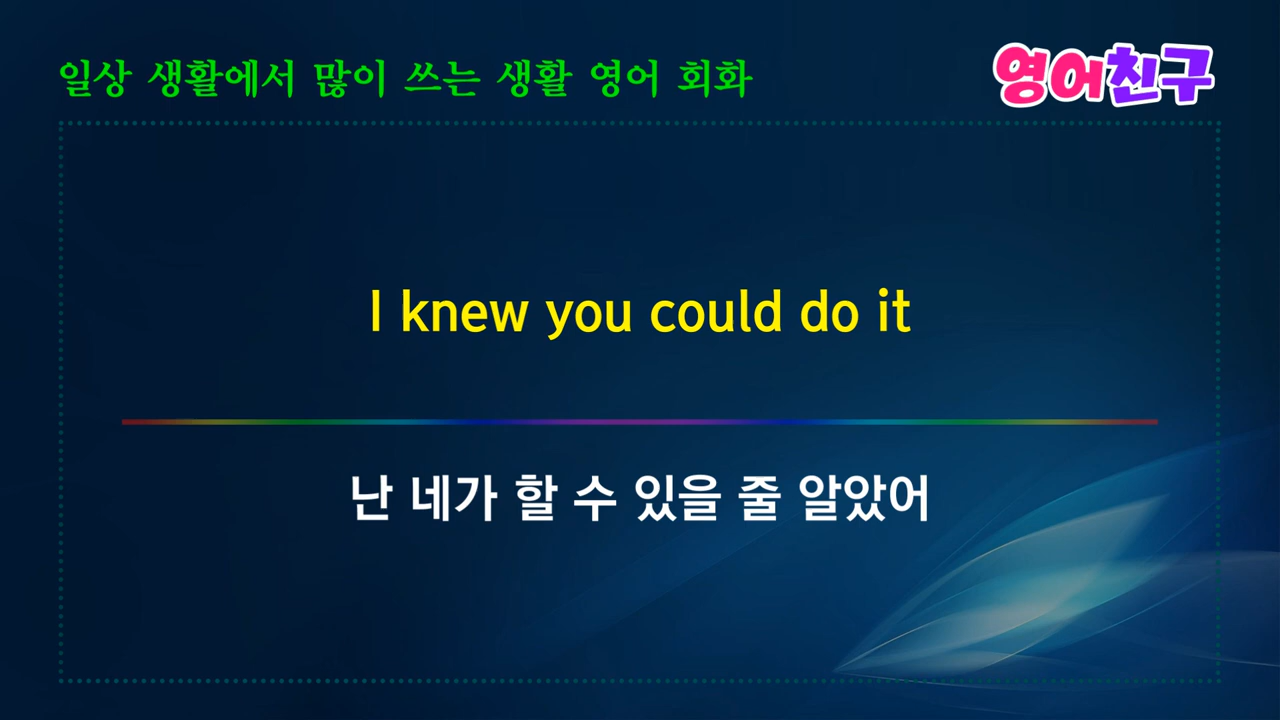 일상 생활에서 많이 쓰는 생활 영어 회화
영어친구
I knew you could do it
난 네가 할 수 있을 줄 알았어